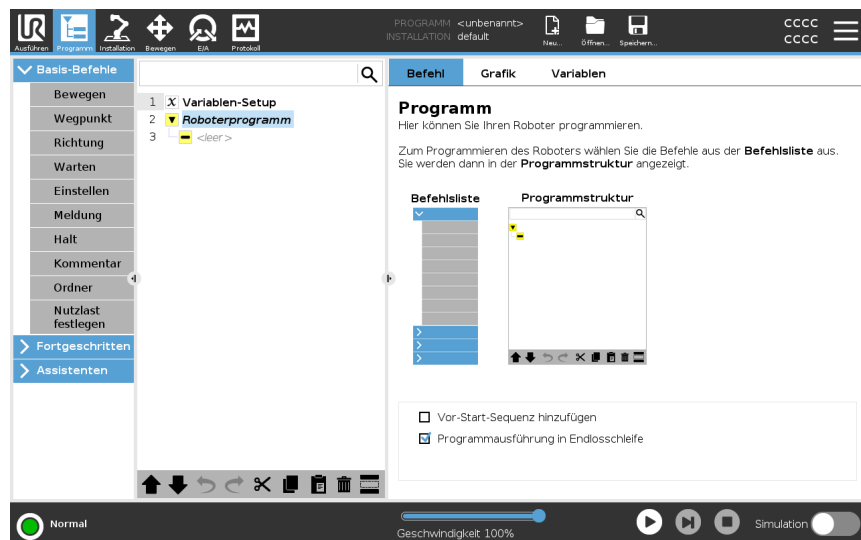 PROGRAMM <unbenannt>
INSTALLATION default
Ausführen
Programm
Installation
Bewegen
E/A
Protokoll
Neu...
Öffnen...
Speichern...
cccc
cccc
Basis-Befehle
Bewegen
Wegpunkt
Richtung
Warten
Einstellen
Meldung
Halt
Kommentar
Ordner
Nutzlast
festlegen
Fortgeschritten
Assistenten
1 X Variablen-Setup
2 Roboterprogramm
3 <leer>
Befehl
Grafik
Variablen
Programm
Hier können Sie Ihren Roboter programmieren.
Zum Programmieren des Roboters wählen Sie die Befehle aus der Befehlsliste aus.
Sie werden dann in der Programmstruktur angezeigt.
Befehlsliste
Programmstruktur
Vor-Start-Sequenz hinzufügen
Programmausführung in Endlosschleife
Normal
Geschwindigkeit 100%
Simulation